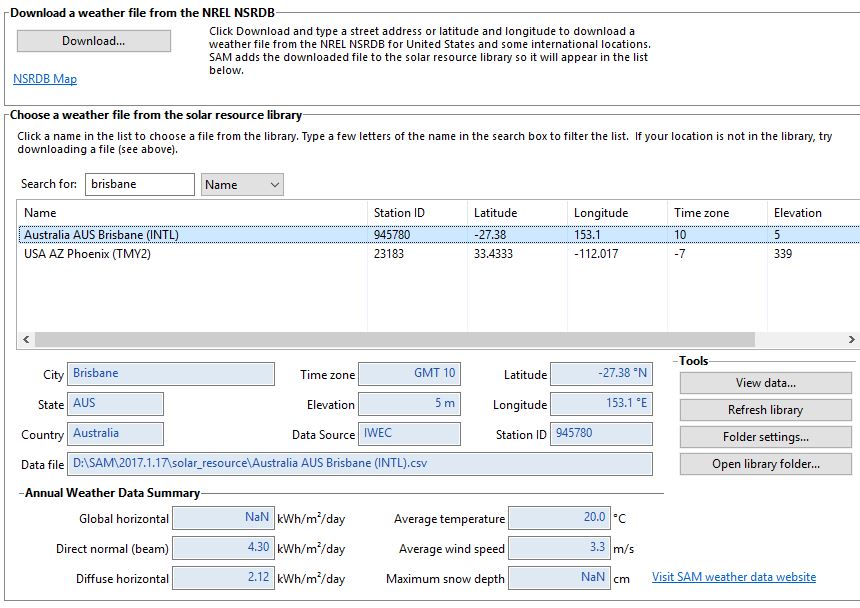 Download a weather file from the NREL NSRDB
Download...
Click Download and type a street address or latitude and longitude to download a
weather file from the NREL NSRDB for United States and some international locations.
SAM adds the downloaded file to the solar resource library so it will appear in the list
below.
NSRDB Map
Choose a weather file from the solar resource library
Click a name in the list to choose a file from the library. Type a few letters of the name in the search box to filter the list. If your location is not in the library, try
downloading a file (see above).
Search for: brisbane Name
Name Station ID Latitude Longitude Time zone Elevation
Australia AUS Brisbane (INTL) 945780 -27.38 153.1 10 5
USA AZ Phoenix (TMY2) 23183 33.4333 -112.017 -7 339
City Brisbane Time zone GMT 10 Latitude -27.38 °N
State AUS Elevation 5 m Longitude 153.1 °E
Country Australia Data Source IWEC Station ID 945780
Data file D:\SAM\2017.1.17\solar_resource\Australia AUS Brisbane (INTL).csv
Tools
View data...
Refresh library
Folder settings...
Open library folder...
Annual Weather Data Summary
Global horizontal NaN kWh/m²/day Average temperature 20.0 °C
Direct normal (beam) 4.30 kWh/m²/day Average wind speed 3.3 m/s
Diffuse horizontal 2.12 kWh/m²/day Maximum snow depth NaN cm
Visit SAM weather data website